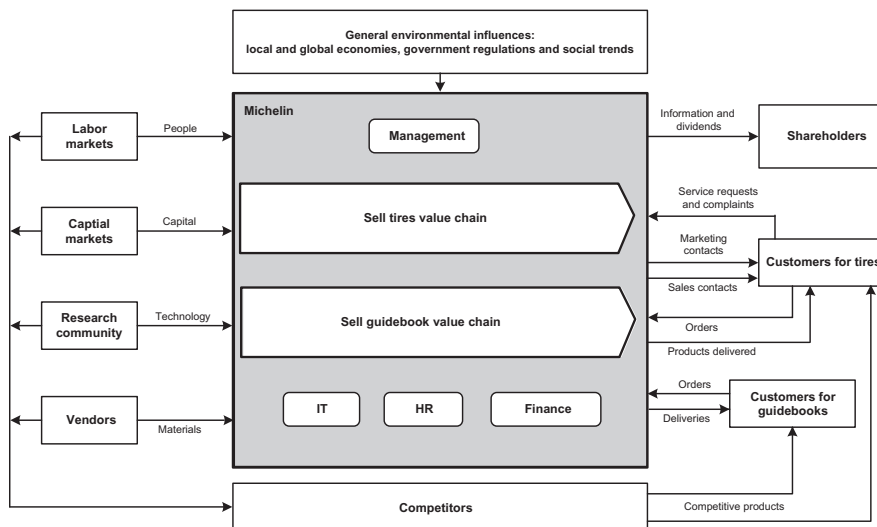 General environmental influences:
local and global economies, government regulations and social trends
Michelin
Management
Labor
markets
People
Information and
dividends
Shareholders
Sell tires value chain
Captial
markets
Capital
Service requests
and complaints
Marketing
contacts
Customers for tires
Sales contacts
Research
community
Technology
Sell guidebook value chain
Orders
Products delivered
Vendors
Materials
IT
HR
Finance
Orders
Deliveries
Customers for
guidebooks
Competitors
Competitive products